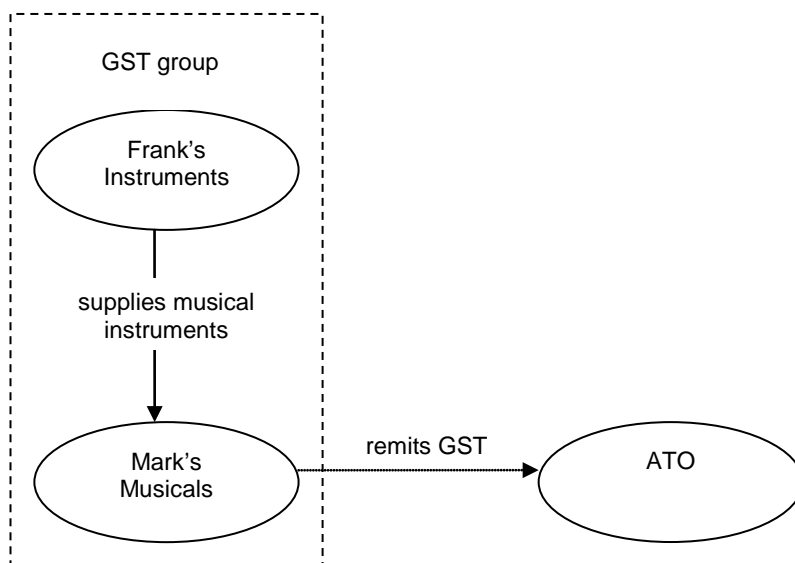 GST group
Frank’s
Instruments
supplies musical
instruments
Mark’s
Musicals
remits GST
ATO